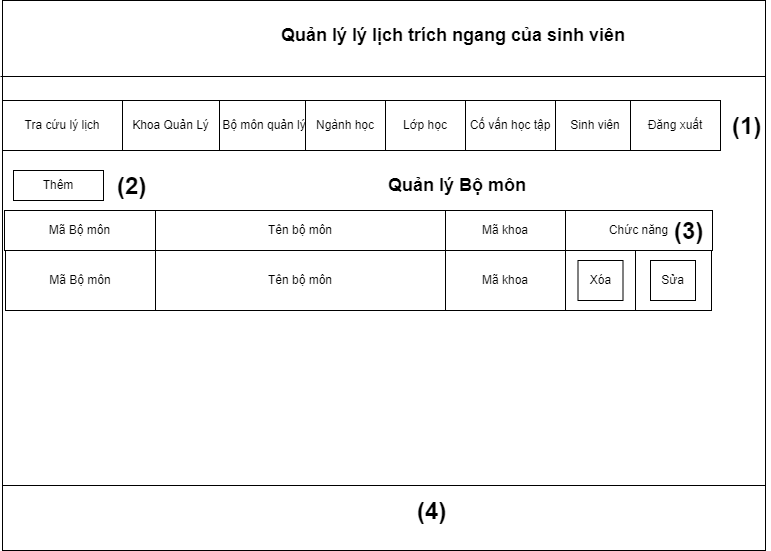 Quản lý lý lịch trích ngang của sinh viên
Tra cứu lý lịch Khoa Quản Lý Bộ môn quản lý Ngành học Lớp học Cố vấn học tập Sinh viên Đăng xuất (1)
Thêm (2) Quản lý Bộ môn
Mã Bộ môn Tên bộ môn Mã khoa Chức năng (3)
Mã Bộ môn Tên bộ môn Mã khoa Xóa Sửa
(4)